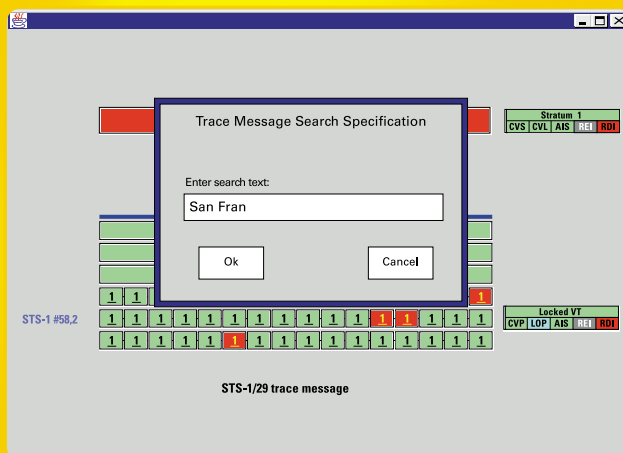 Trace Message Search Specification
Stratum 1
CVS CVL AIS REI RDI
Enter search text:
San Fran
Ok Cancel
1 1 1
STS-1 #58,2 1 1 1 1 1 1 1 1 1 1 1 1 1 1 1 1
Locked VT
CVP LOP AIS REI RDI
1 1 1 1 1 1 1 1 1 1 1 1 1 1 1 1
STS-1/29 trace message